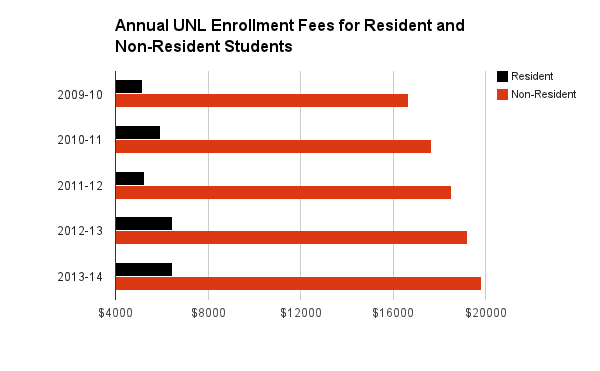 Annual UNL Enrollment Fees for Resident and
Non-Resident Students
Resident
Non-Resident
2009-10
2010-11
2011-12
2012-13
2013-14
$4000 $8000 $12000 $16000 $20000